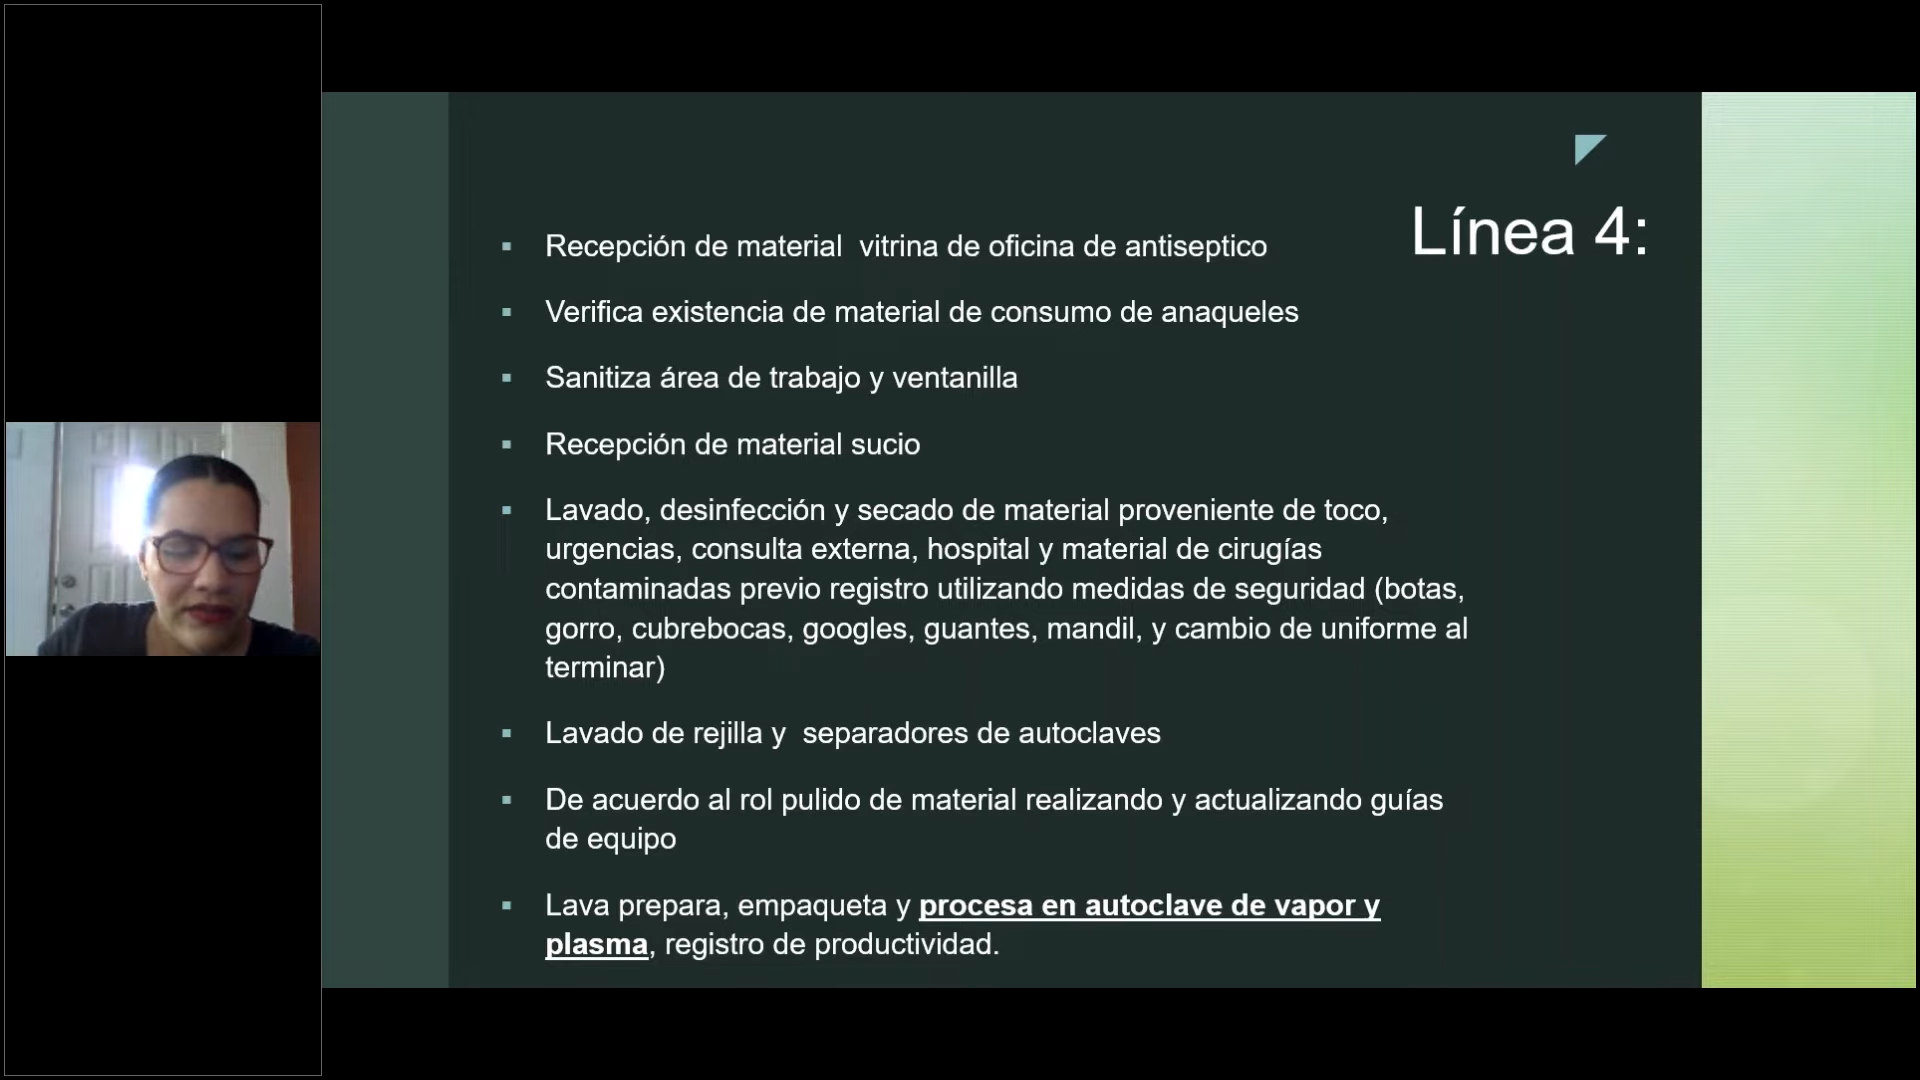 Línea 4:
Recepción de material  vitrina de oficina de antiseptico
Verifica existencia de material de consumo de anaqueles
Sanitiza área de trabajo y ventanilla
Recepción de material sucio
Lavado, desinfección y secado de material proveniente de toco,
urgencias, consulta externa, hospital y material de cirugías
contaminadas previo registro utilizando medidas de seguridad (botas,
gorro, cubrebocas, googles, guantes, mandil, y cambio de uniforme al
terminar)
Lavado de rejilla y  separadores de autoclaves
De acuerdo al rol pulido de material realizando y actualizando guías
de equipo
Lava prepara, empaqueta y procesa en autoclave de vapor y
plasma, registro de productividad.